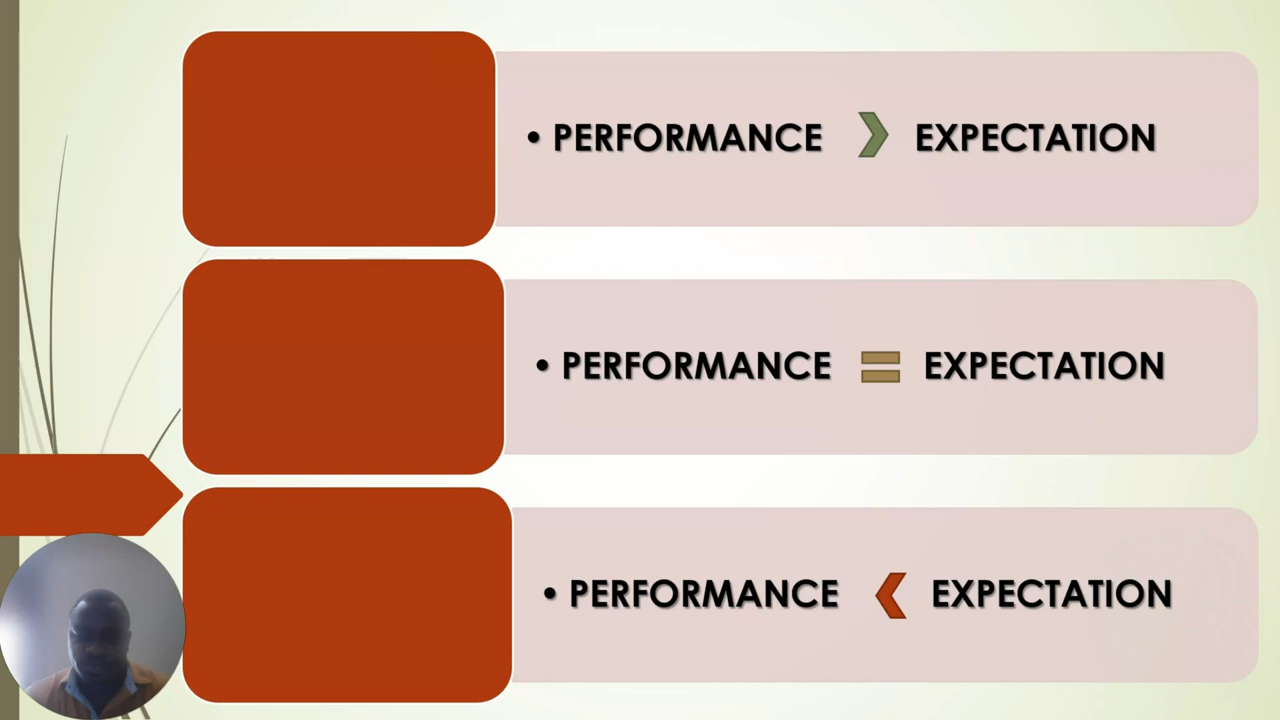 • PERFORMANCE > EXPECTATION
• PERFORMANCE = EXPECTATION
• PERFORMANCE < EXPECTATION